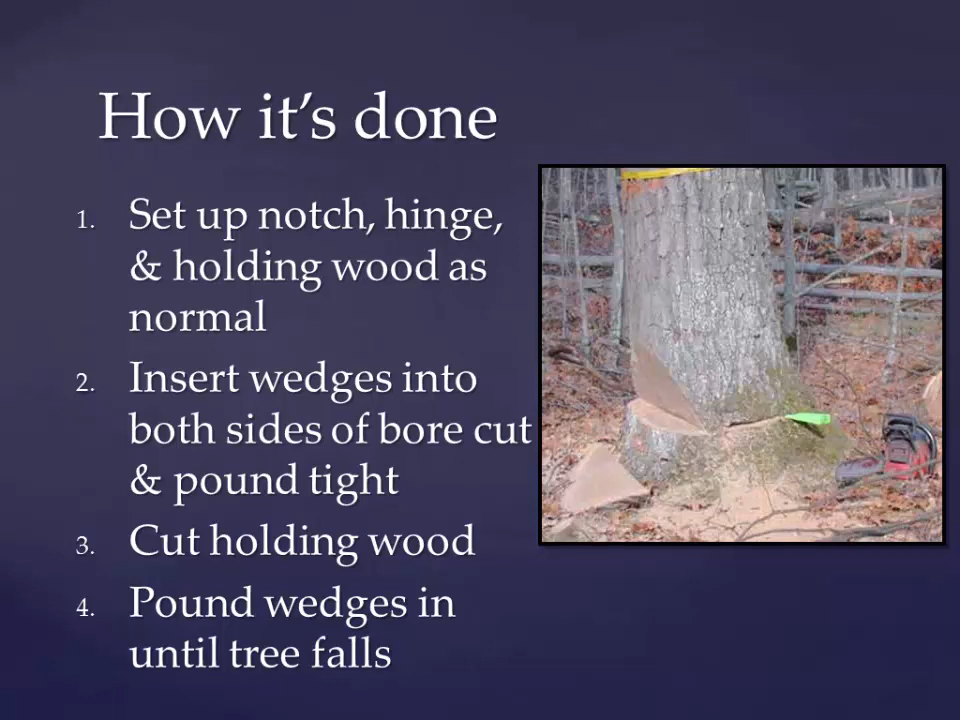 How it’s done
1. Set up notch, hinge,
& holding wood as
normal
2. Insert wedges into
both sides of bore cut
& pound tight
3. Cut holding wood
4. Pound wedges in
until tree falls